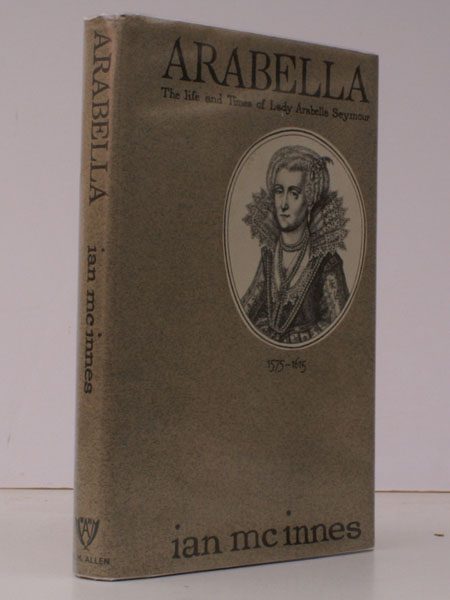 ARABELLA
The life and Times of Lady Arabella Seymour
1575–1615
ian mc innes
ARABELLA
ian mc innes
ALLEN